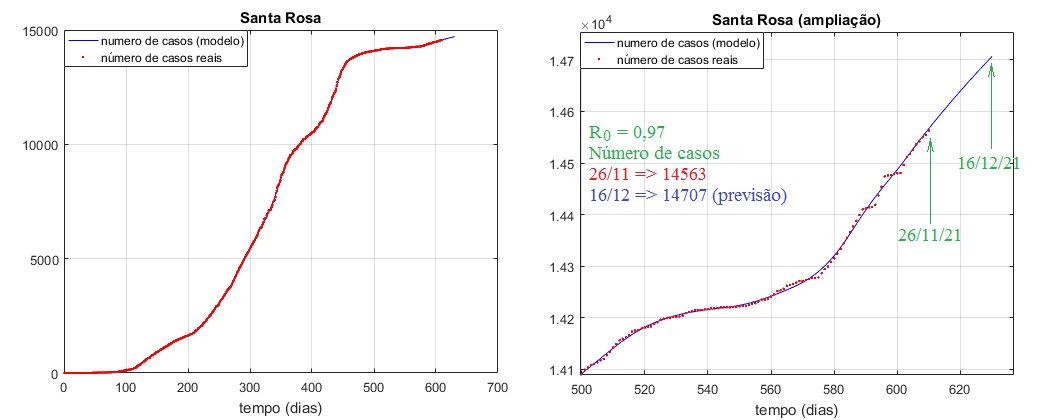 Santa Rosa
numero de casos (modelo)
número de casos reais
15000
10000
5000
0
0 100 200 300 400 500 600 700
tempo (dias)
Santa Rosa (ampliação)
×10⁴
numero de casos (modelo)
número de casos reais
1.47
1.46
1.45
1.44
1.43
1.42
1.41
R₀ = 0,97
Número de casos
26/11 => 14563
16/12 => 14707 (previsão)
16/12/21
26/11/21
500 520 540 560 580 600 620
tempo (dias)